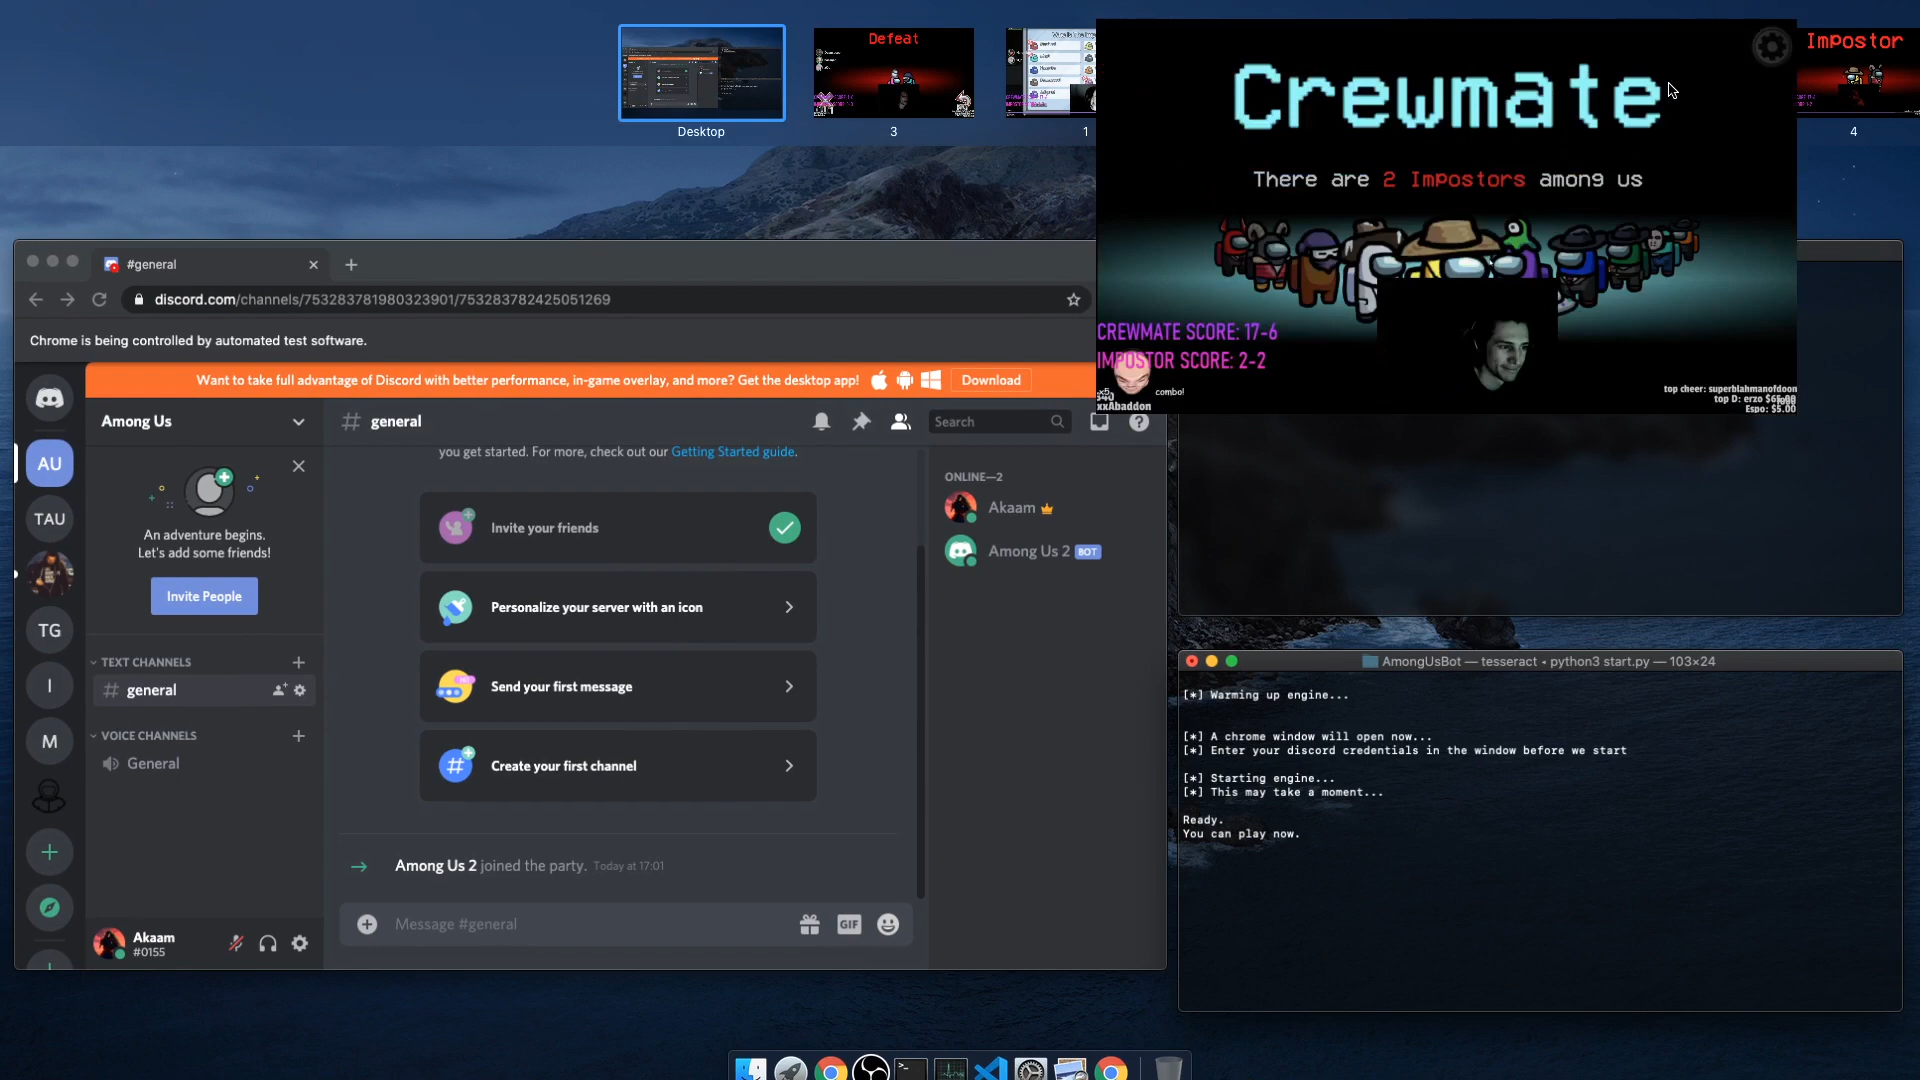 Defeat
Desktop
3
1
Crewmate
There are 2 Impostors among us
CREWMATE SCORE: 17-6
IMPOSTOR SCORE: 2-2
combo!
xxAbaddon
top cheer: superblahmanofdoon
top D: erzo
Espo: $5.00
Impostor
4
#general
discord.com/channels/753283781980323901/753283782425051269
Chrome is being controlled by automated test software.
Want to take full advantage of Discord with better performance, in-game overlay, and more? Get the desktop app!
Download
Among Us
general
Search
AU
TAU
TG
I
M
An adventure begins.
Let's add some friends!
Invite People
TEXT CHANNELS
general
VOICE CHANNELS
General
Akaam
#0155
you get started. For more, check out our Getting Started guide.
Invite your friends
Personalize your server with an icon
Send your first message
Create your first channel
Among Us 2 joined the party. Today at 17:01
Message #general
GIF
ONLINE—2
Akaam
Among Us 2 BOT
AmongUsBot — tesseract ◂ python3 start.py — 103×24
[*] Warming up engine...
[*] A chrome window will open now...
[*] Enter your discord credentials in the window before we start
[*] Starting engine...
[*] This may take a moment...
Ready.
You can play now.